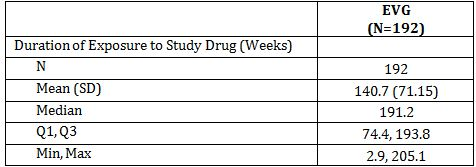 EVG
(N=192)
Duration of Exposure to Study Drug (Weeks)
N 192
Mean (SD) 140.7 (71.15)
Median 191.2
Q1, Q3 74.4, 193.8
Min, Max 2.9, 205.1